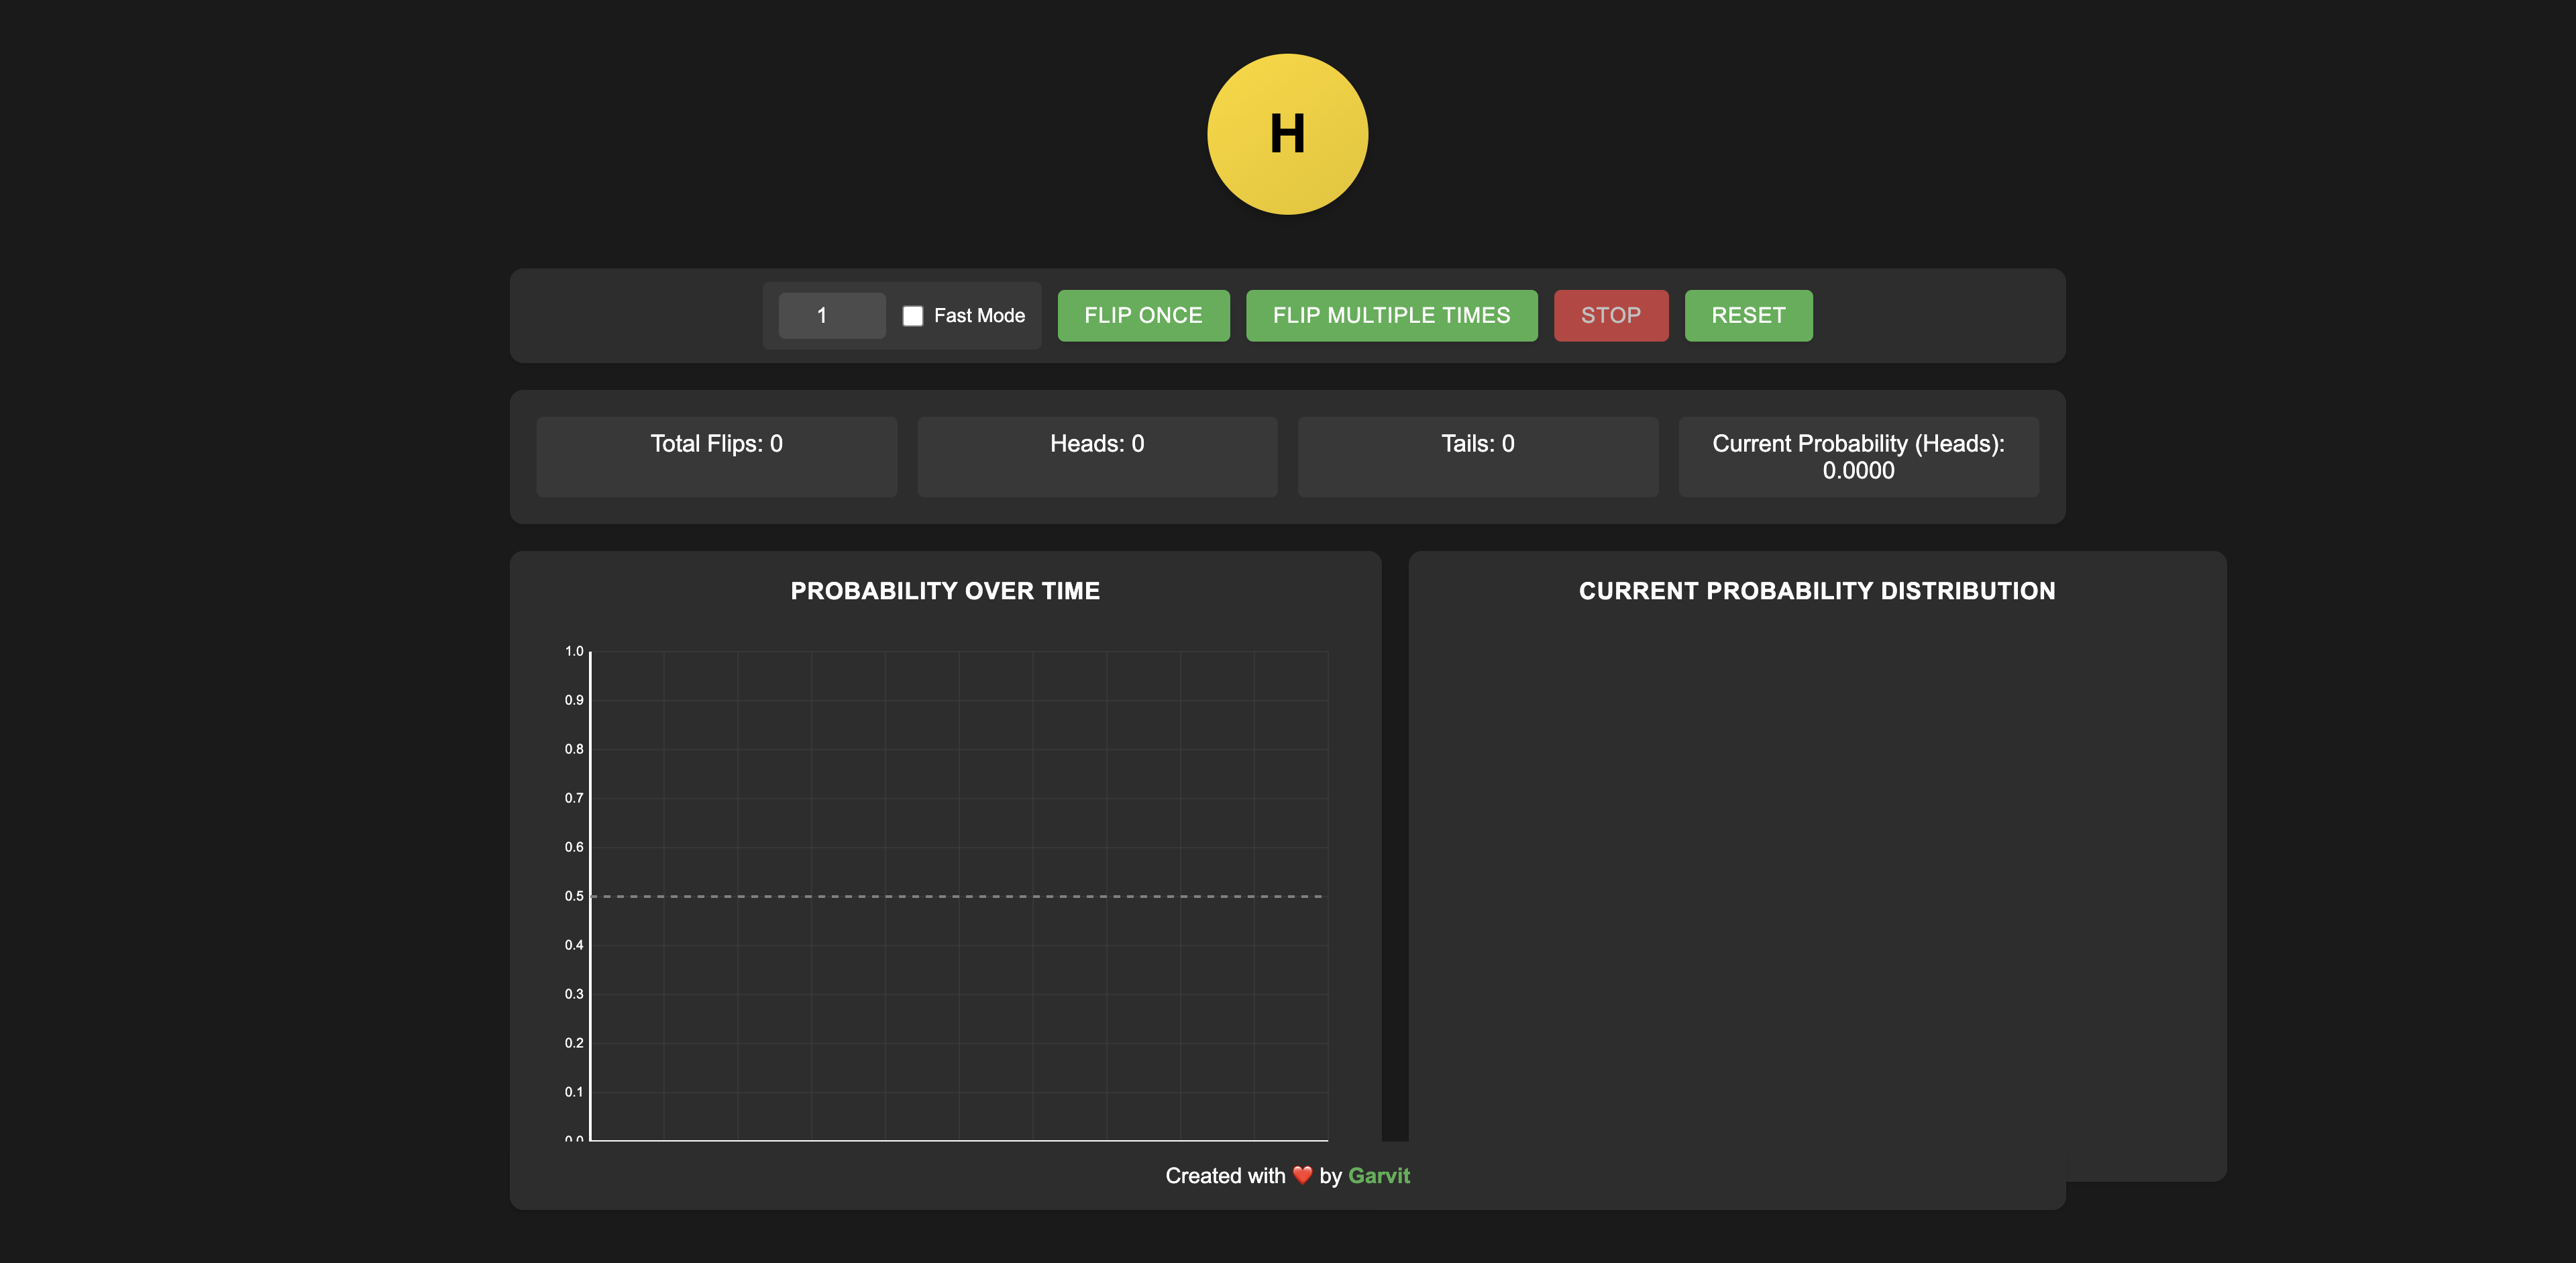 H
1 Fast Mode FLIP ONCE FLIP MULTIPLE TIMES STOP RESET
Total Flips: 0
Heads: 0
Tails: 0
Current Probability (Heads):
0.0000
PROBABILITY OVER TIME
1.0
0.9
0.8
0.7
0.6
0.5
0.4
0.3
0.2
0.1
0.0
CURRENT PROBABILITY DISTRIBUTION
Created with ❤️ by Garvit